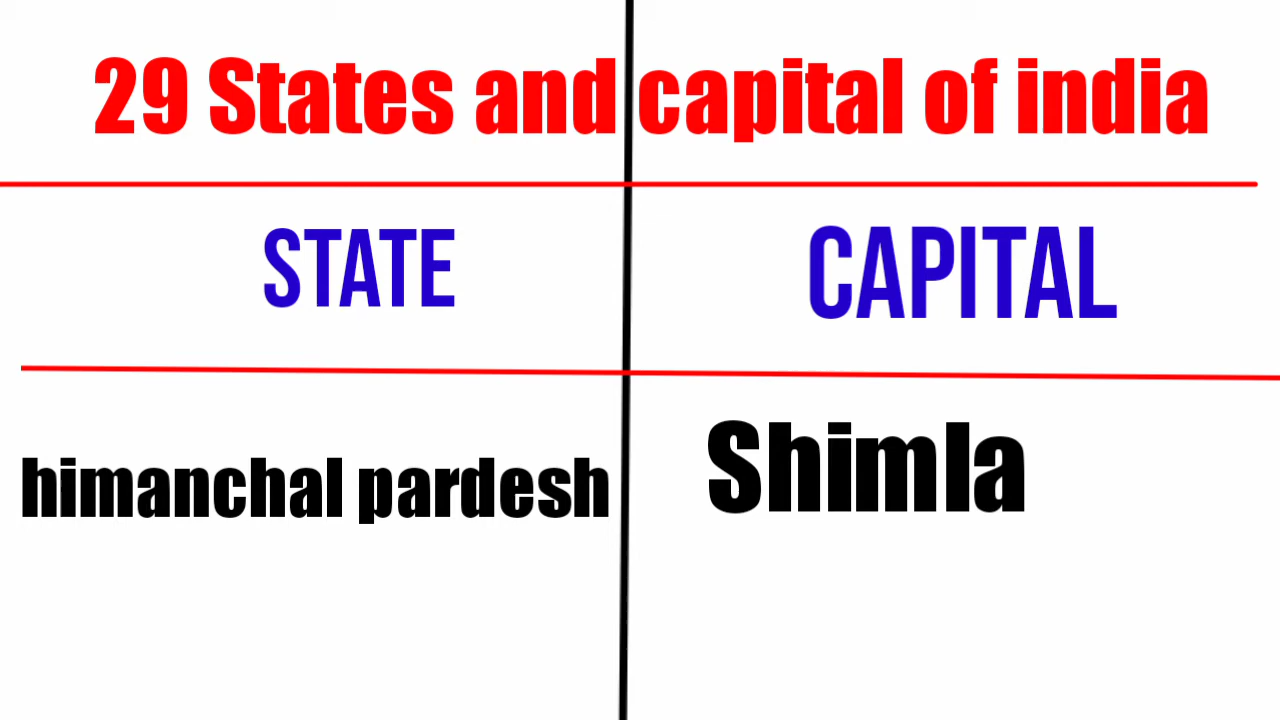 29 States and capital of india
STATE
CAPITAL
himanchal pardesh
Shimla